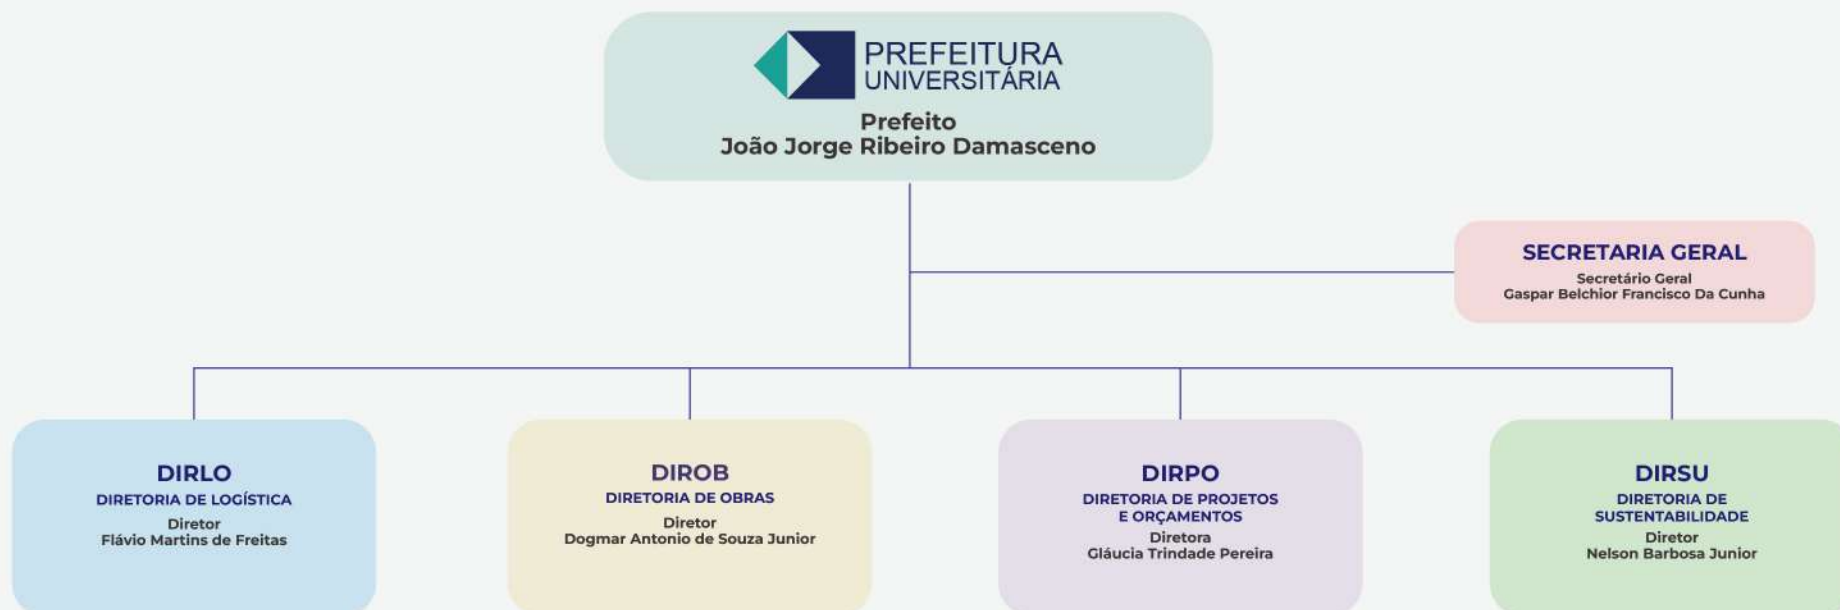 PREFEITURA
UNIVERSITÁRIA
Prefeito
João Jorge Ribeiro Damasceno
SECRETARIA GERAL
Secretário Geral
Gaspar Belchior Francisco Da Cunha
DIRLO
DIRETORIA DE LOGÍSTICA
Diretor
Flávio Martins de Freitas
DIROB
DIRETORIA DE OBRAS
Diretor
Dogmar Antonio de Souza Junior
DIRPO
DIRETORIA DE PROJETOS
E ORÇAMENTOS
Diretora
Gláucia Trindade Pereira
DIRSU
DIRETORIA DE
SUSTENTABILIDADE
Diretor
Nelson Barbosa Junior